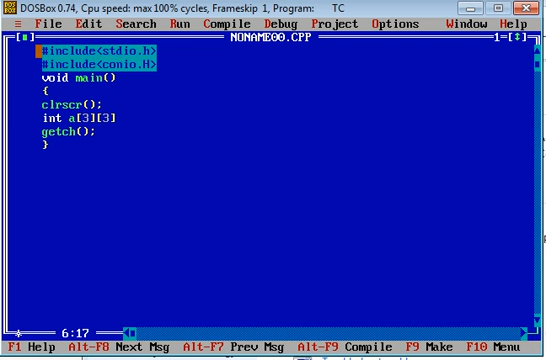 DOSBox 0.74, Cpu speed: max 100% cycles, Frameskip 1, Program: TC
≡ File Edit Search Run Compile Debug Project Options Window Help
NONAME00.CPP 1=[↕]
#include<stdio.h>
#include<conio.H>
void main()
{
clrscr();
int a[3][3]
getch();
}
6:17
F1 Help Alt-F8 Next Msg Alt-F7 Prev Msg Alt-F9 Compile F9 Make F10 Menu